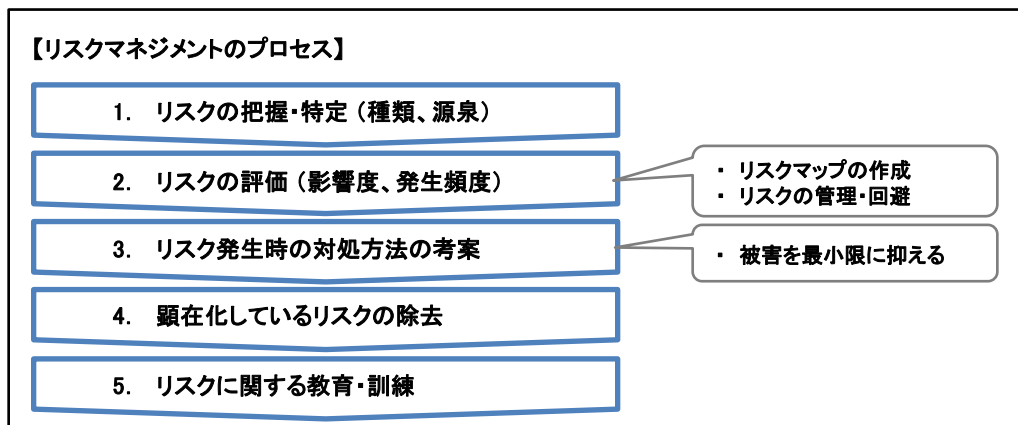 【リスクマネジメントのプロセス】
1. リスクの把握・特定（種類、源泉）
2. リスクの評価（影響度、発生頻度）
・ リスクマップの作成
・ リスクの管理・回避
3. リスク発生時の対処方法の考案
・ 被害を最小限に抑える
4. 顕在化しているリスクの除去
5. リスクに関する教育・訓練